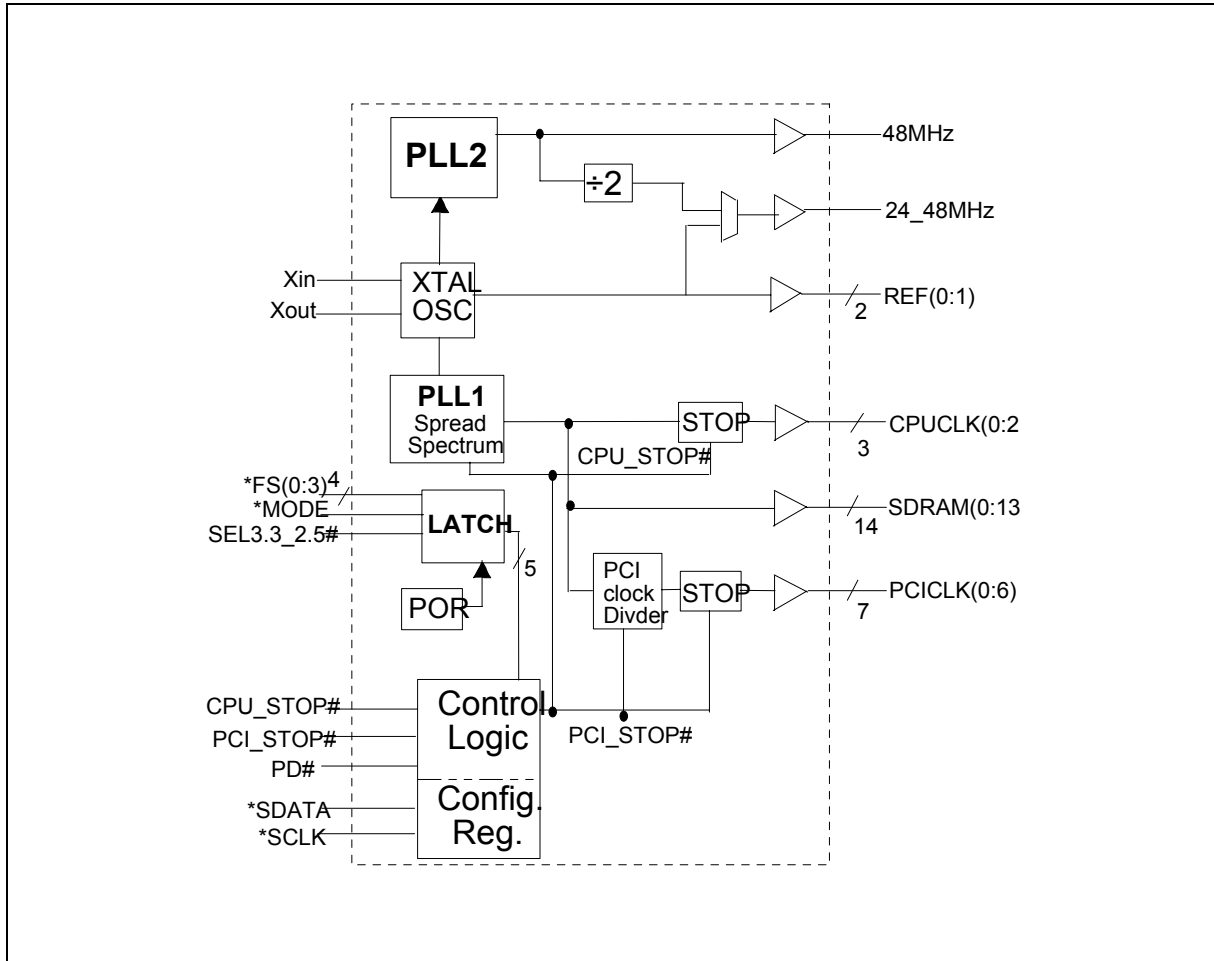 PLL2
48MHz
÷2
24_48MHz
Xin
Xout
XTAL
OSC
REF(0:1)
2
PLL1
Spread
Spectrum
STOP
CPUCLK(0:2
3
CPU_STOP#
*FS(0:3)
4
*MODE
SEL3.3_2.5#
LATCH
5
SDRAM(0:13
14
POR
PCI
clock
Divder
STOP
PCICLK(0:6)
7
CPU_STOP#
PCI_STOP#
PD#
*SDATA
*SCLK
Control
Logic
Config.
Reg.
PCI_STOP#